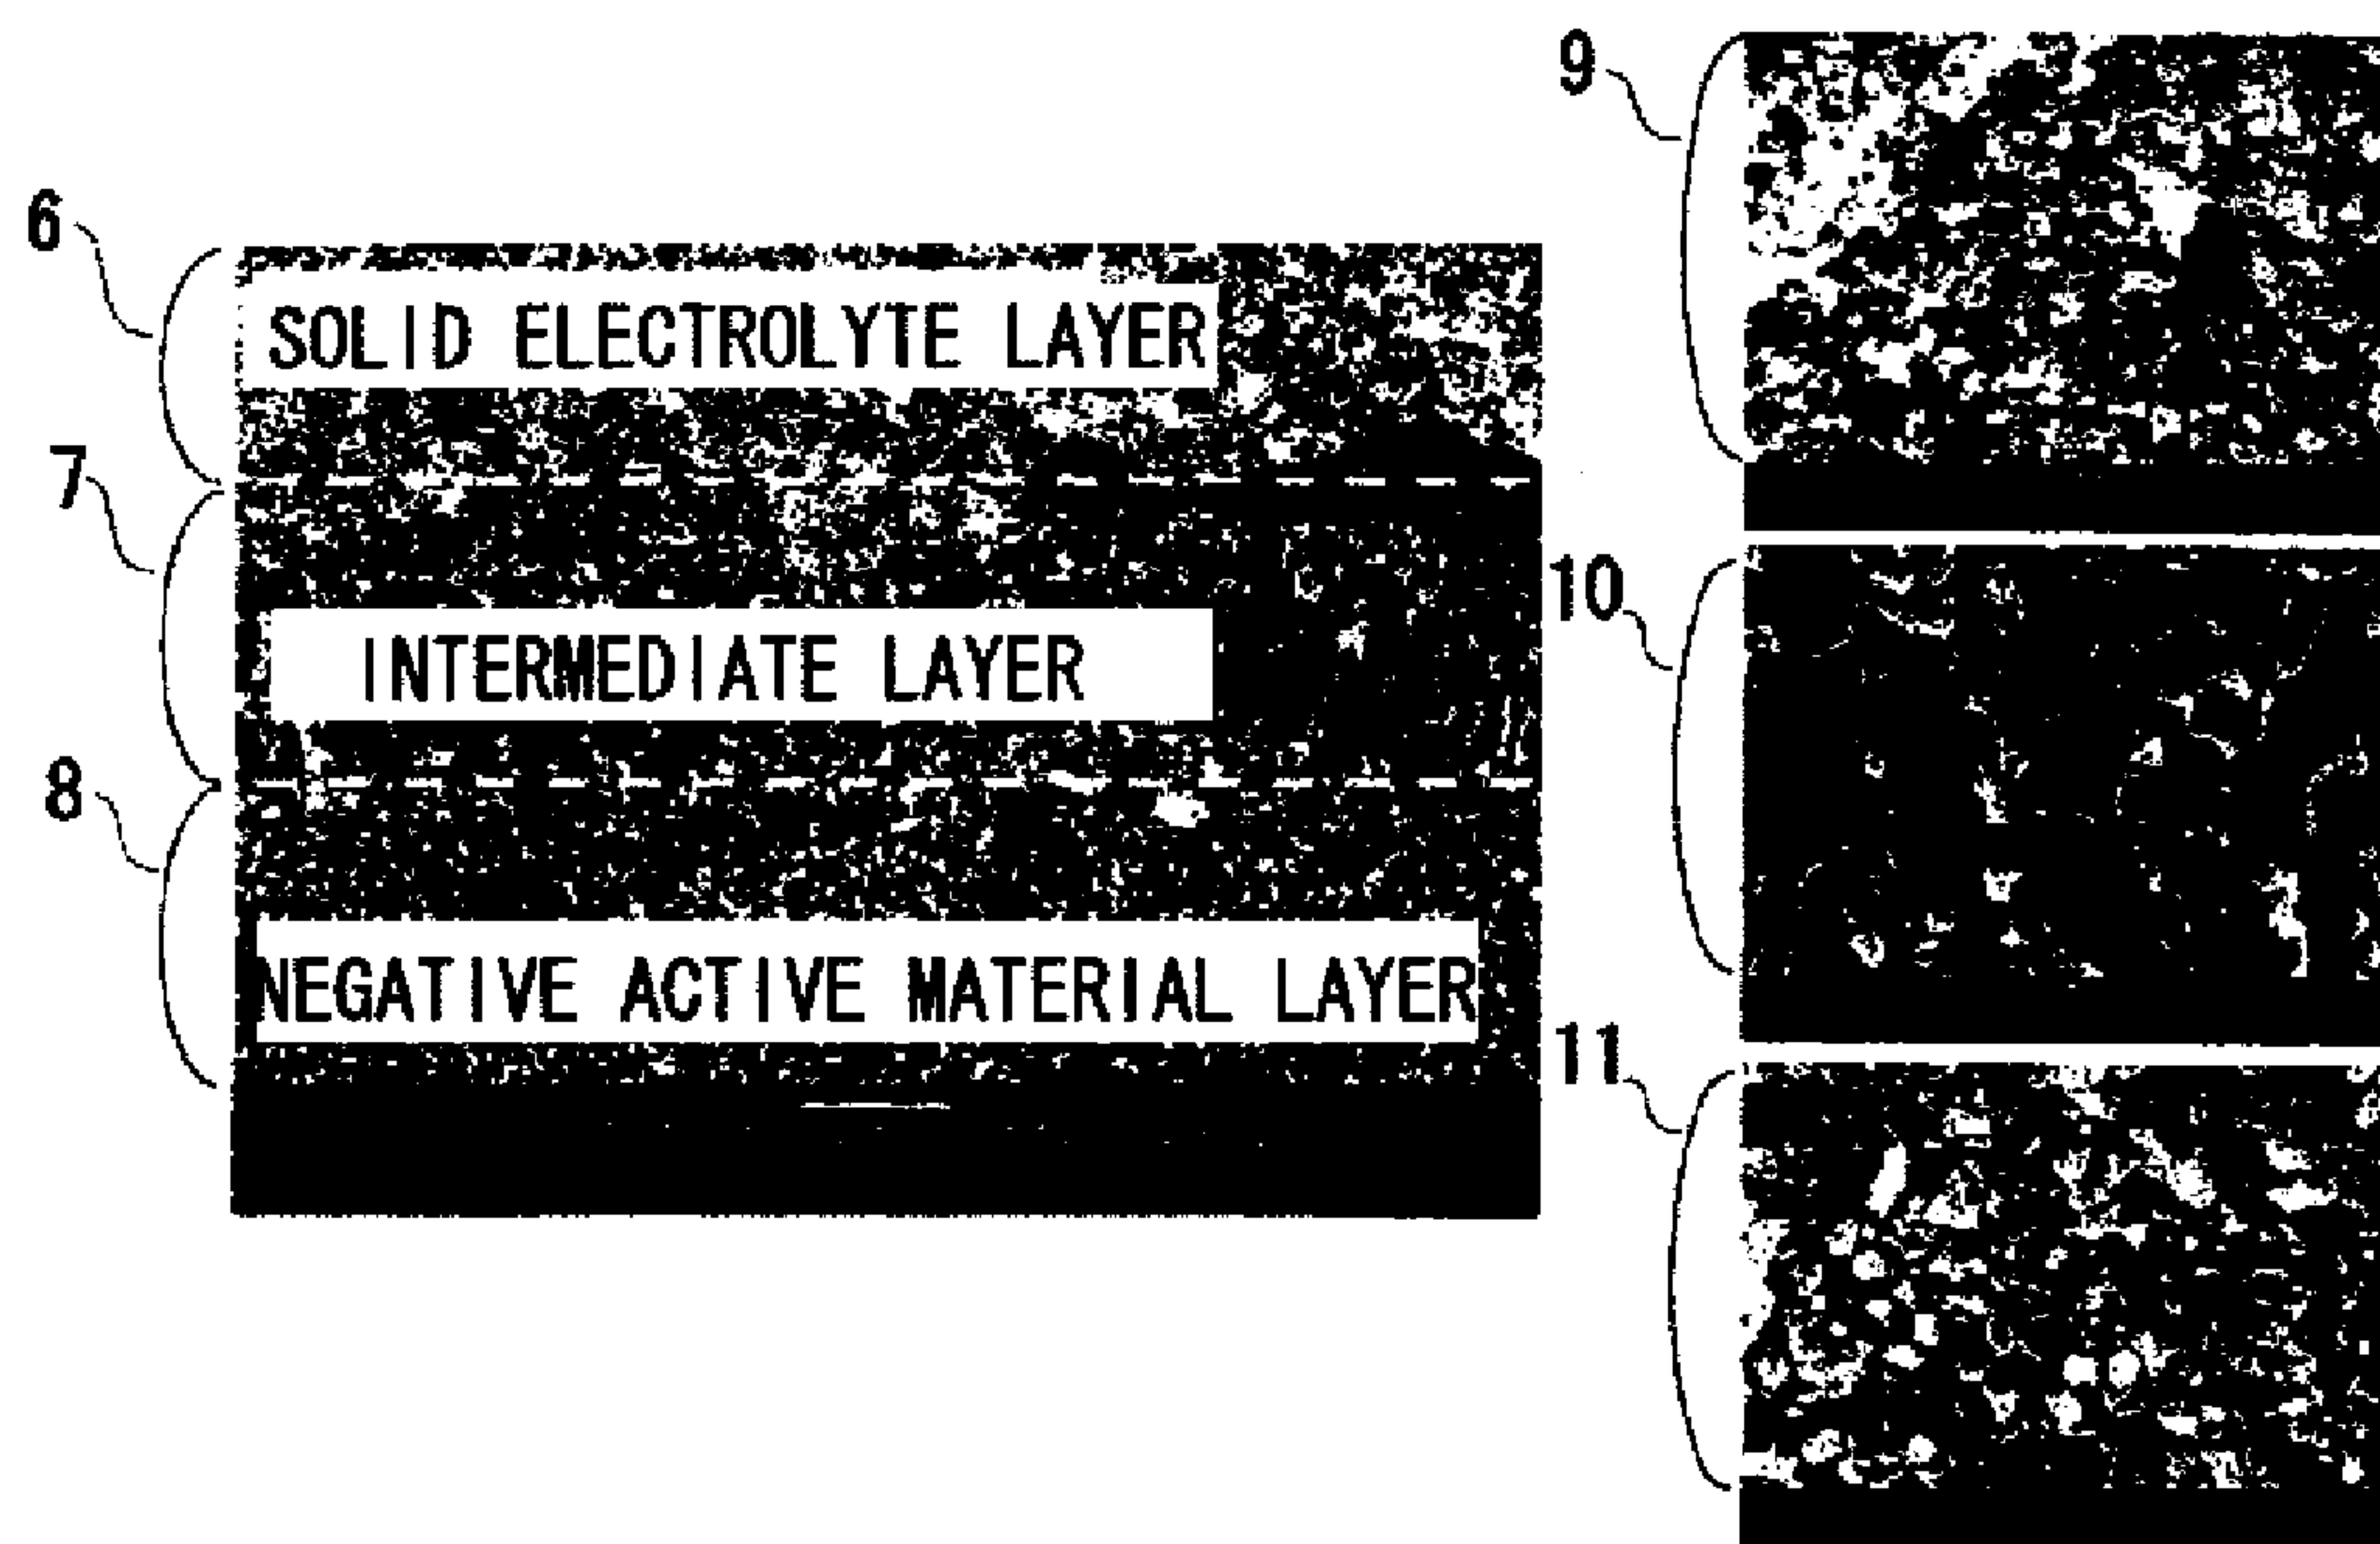 6
SOLID ELECTROLYTE LAYER
7
INTERMEDIATE LAYER
8
NEGATIVE ACTIVE MATERIAL LAYER
9
10
11